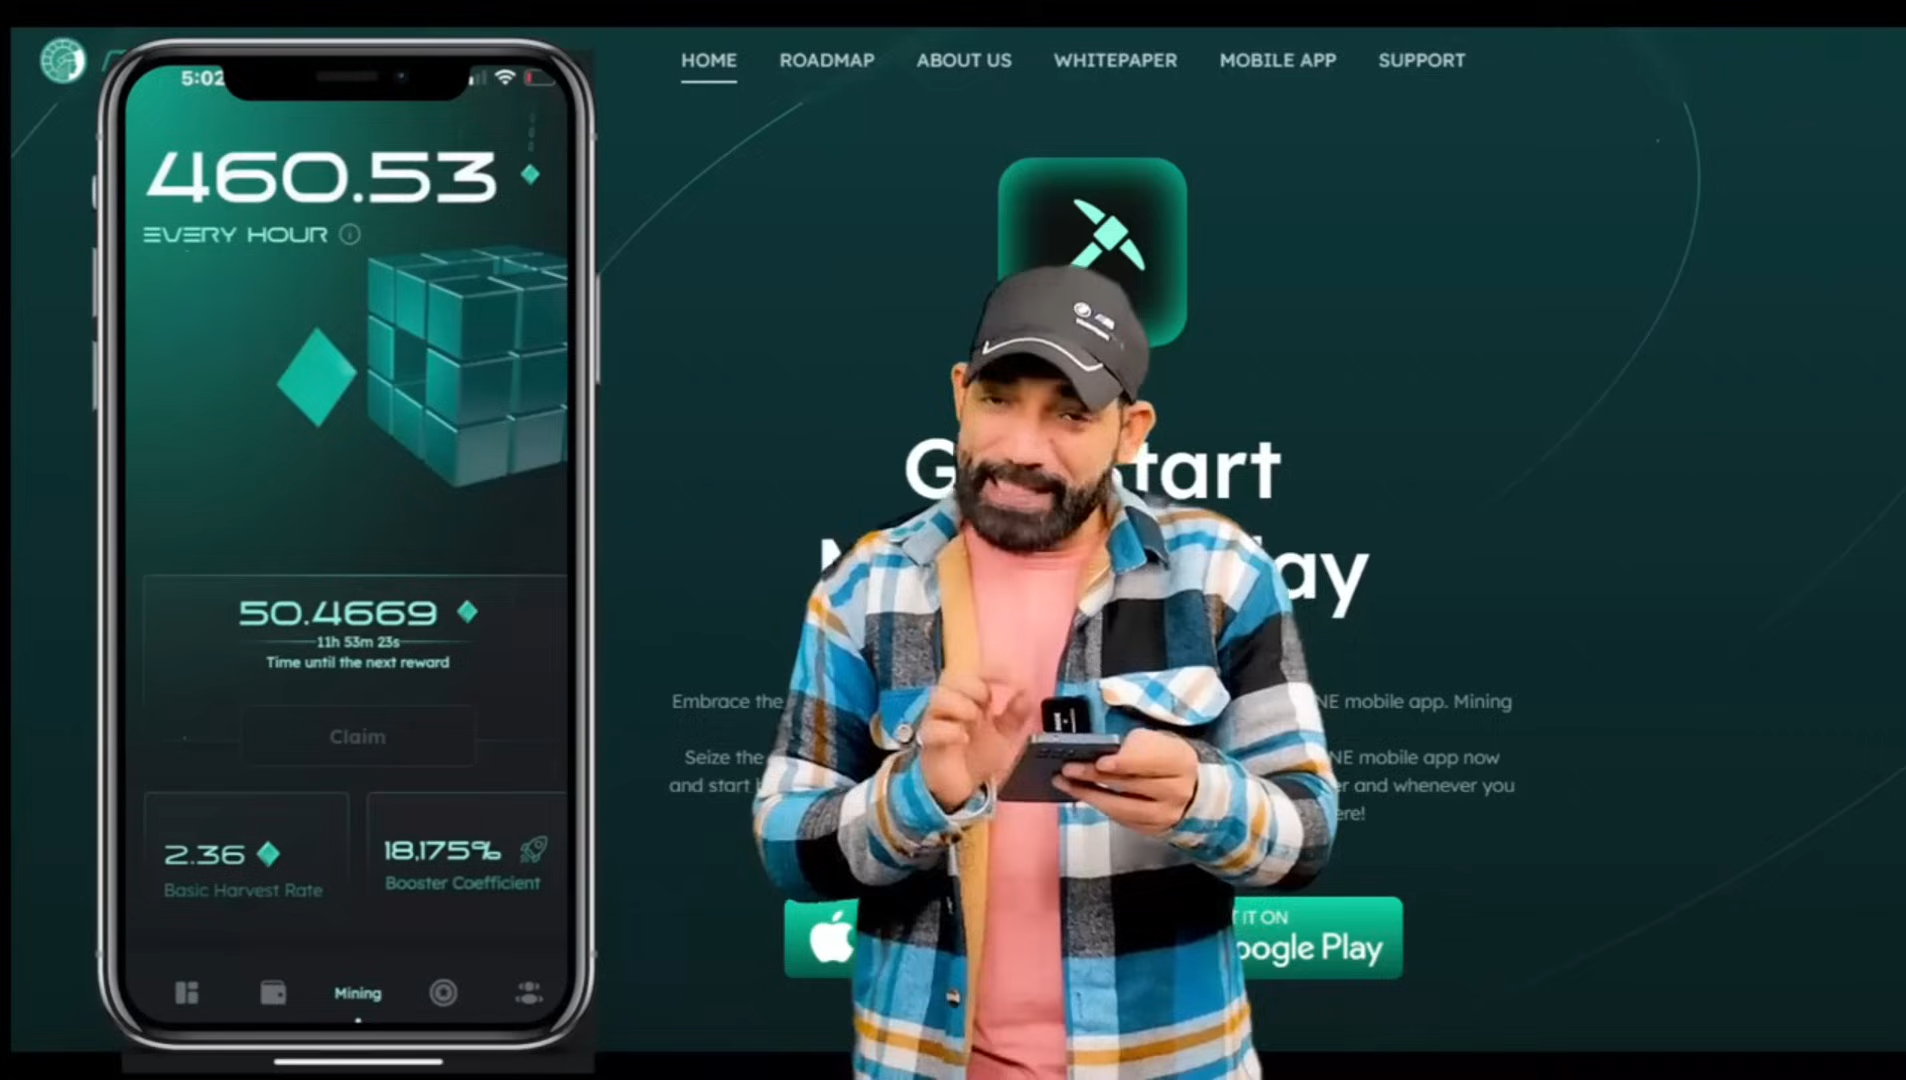 HOME ROADMAP ABOUT US WHITEPAPER MOBILE APP SUPPORT
5:02
460.53
EVERY HOUR
50.4669
11h 53m 23s
Time until the next reward
Claim
2.36
Basic Harvest Rate
18,175%
Booster Coefficient
Mining
Embrace the NE mobile app. Mining
Seize the NE mobile app now
and start and whenever you
IT ON
oogle Play